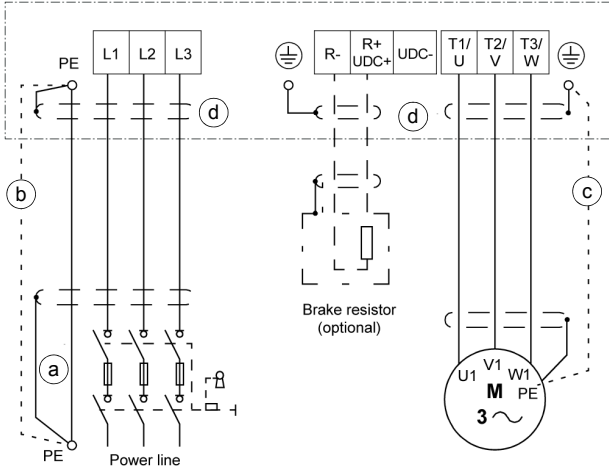 PE
L1 L2 L3
R- R+ UDC+ UDC-
T1/ U T2/ V T3/ W
d
d
b
c
Brake resistor
(optional)
a
U1 V1 W1
M PE
3
PE
Power line